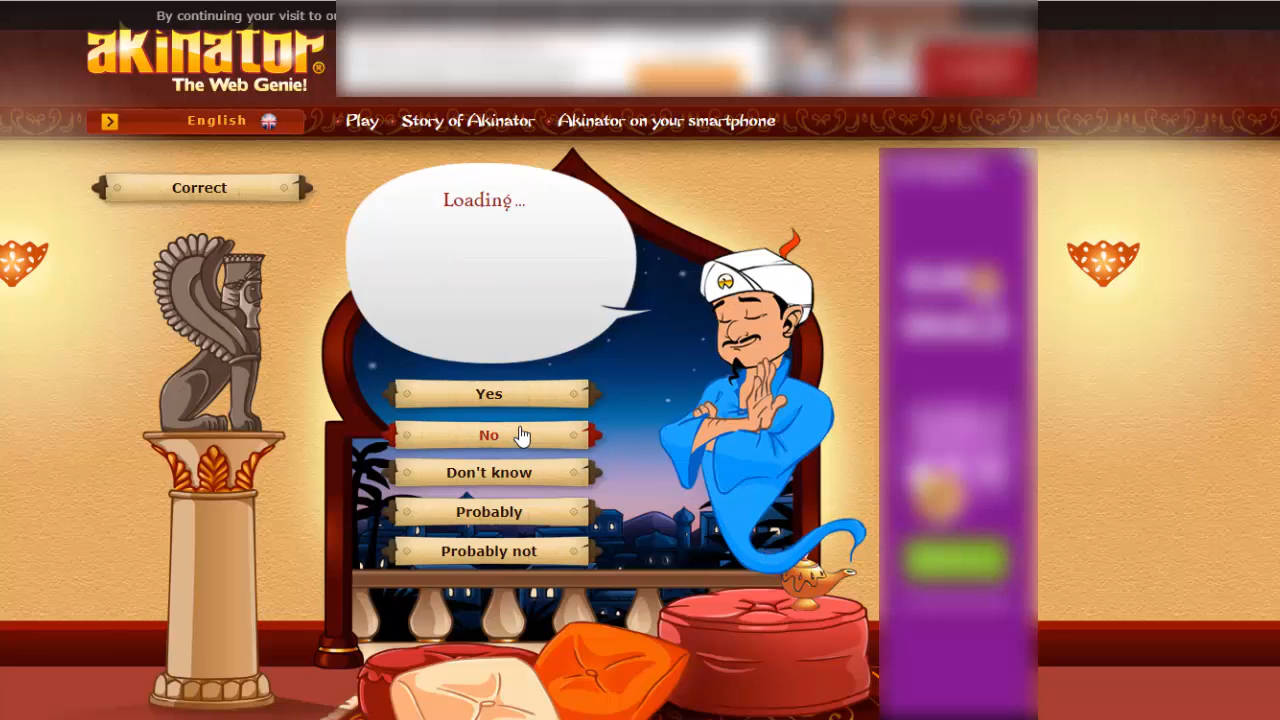 By continuing your visit to ou
akinator®
The Web Genie!
English
Play · Story of Akinator · Akinator on your smartphone
Correct
Loading ...
Yes
No
Don't know
Probably
Probably not